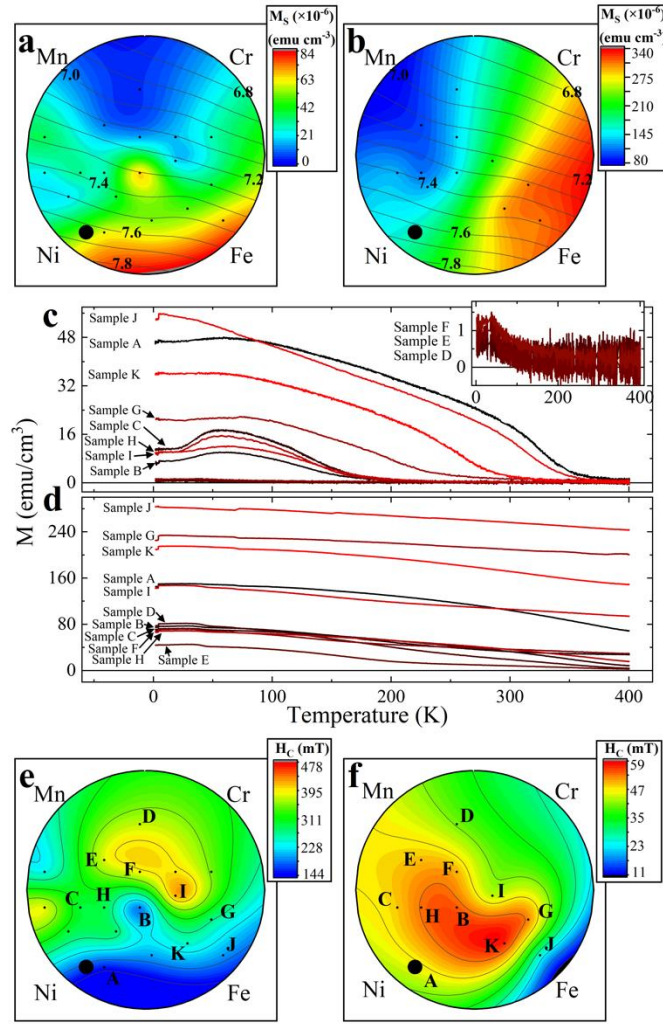 a
Mn
Cr
7.0
6.8
7.4
7.2
7.6
7.8
Ni
Fe
M_S (×10⁻⁶)
(emu cm⁻³)
84
63
42
21
0
b
Mn
Cr
7.0
6.8
7.4
7.2
7.6
7.8
Ni
Fe
M_S (×10⁻⁶)
(emu cm⁻³)
340
275
210
145
80
c
Sample J
Sample A
Sample K
Sample G
Sample C
Sample H
Sample I
Sample B
48
32
16
0
Sample F
Sample E
Sample D
1
0
0
200
400
d
Sample J
Sample G
Sample K
Sample A
Sample I
Sample D
Sample B
Sample C
Sample F
Sample H
Sample E
240
160
80
0
M (emu/cm³)
0
100
200
300
400
Temperature (K)
e
Mn
Cr
D
E
F
I
C
H
B
G
K
J
A
Ni
Fe
H_C (mT)
478
395
311
228
144
f
Mn
Cr
D
E
F
I
C
H
B
G
K
J
A
Ni
Fe
H_C (mT)
59
47
35
23
11